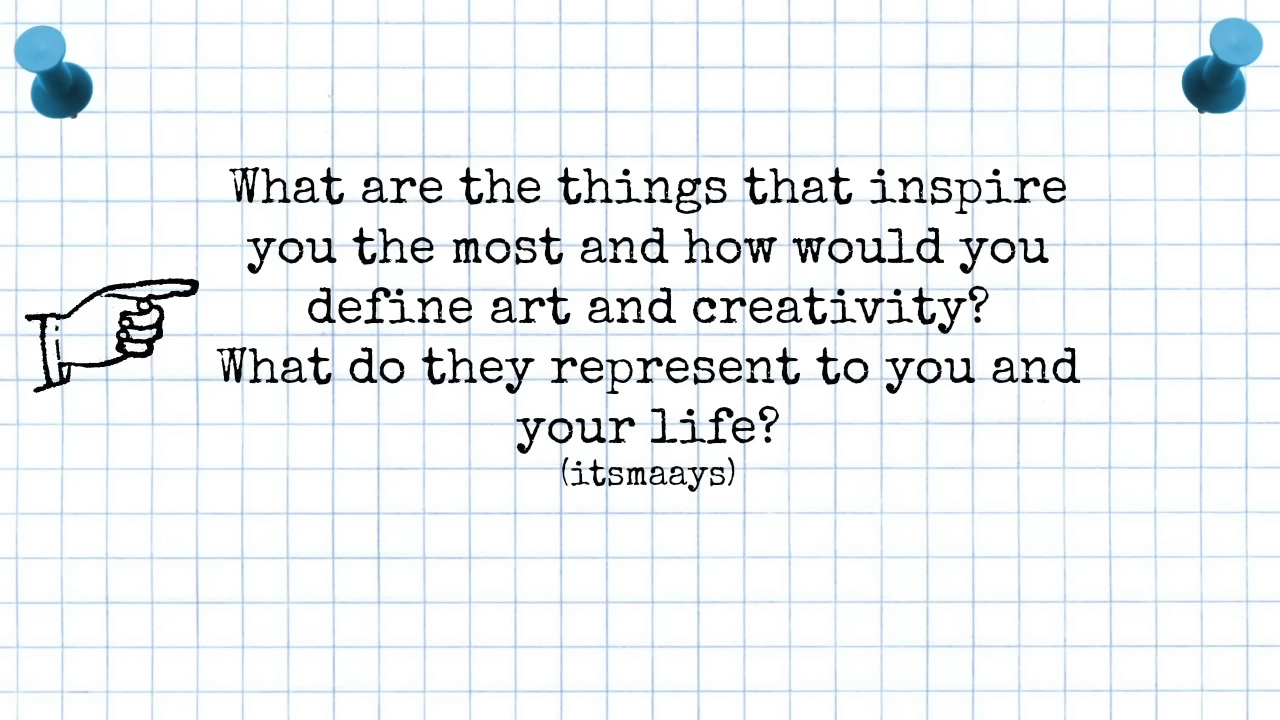 What are the things that inspire
you the most and how would you
define art and creativity?
What do they represent to you and
your life?
(itsmaays)